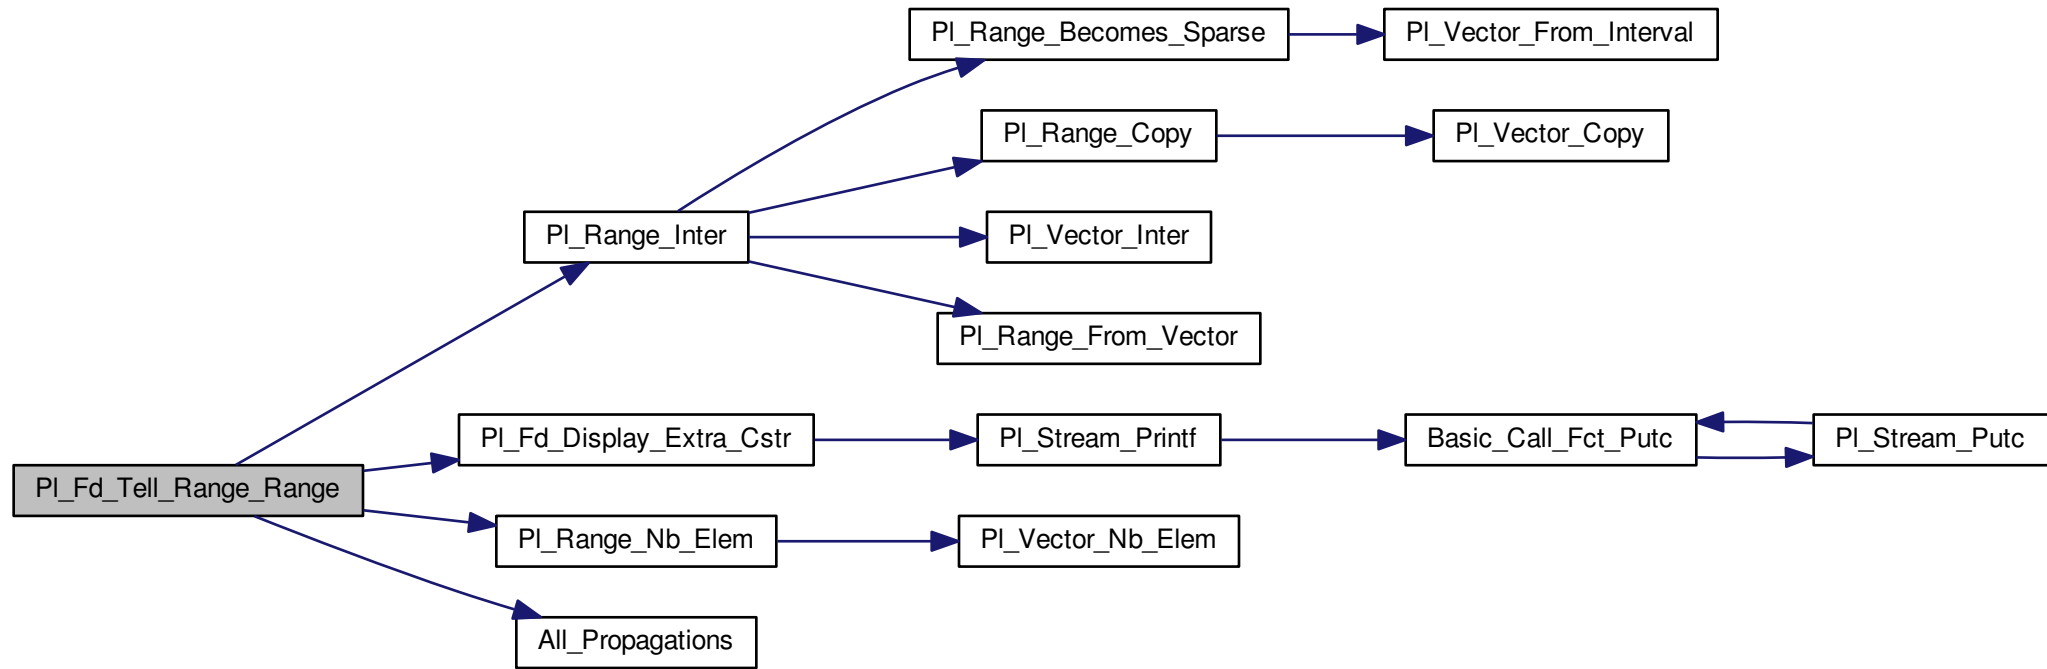 Pl_Range_Becomes_Sparse
Pl_Vector_From_Interval
Pl_Range_Copy
Pl_Vector_Copy
Pl_Range_Inter
Pl_Vector_Inter
Pl_Range_From_Vector
Pl_Fd_Display_Extra_Cstr
Pl_Stream_Printf
Basic_Call_Fct_Putc
Pl_Stream_Putc
Pl_Fd_Tell_Range_Range
Pl_Range_Nb_Elem
Pl_Vector_Nb_Elem
All_Propagations